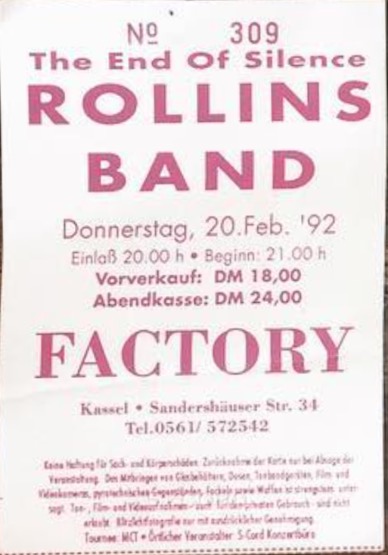 Nº 309
The End Of Silence
ROLLINS
BAND
Donnerstag, 20.Feb. '92
Einlaß 20.00 h • Beginn: 21.00 h
Vorverkauf: DM 18,00
Abendkasse: DM 24,00
FACTORY
Kassel • Sandershäuser Str. 34
Tel.0561/ 572542
Keine Haftung für Sach- und Körperschäden. Zurücknahme der Karte nur bei Absage der
Veranstaltung. Das Mitbringen von Glasbehältern, Dosen, Tonbandgeräten, Film- und
Videokameras, pyrotechnischen Gegenständen, Fackeln sowie Waffen ist strengstens unter-
sagt. Ton-, Film- und Videoaufnahmen - auch für den privaten Gebrauch - sind nicht
erlaubt. Blitzlichtfotografie nur mit ausdrücklicher Genehmigung.
Tournee: MCT • Örtlicher Veranstalter: S-Cord Konzertbüro